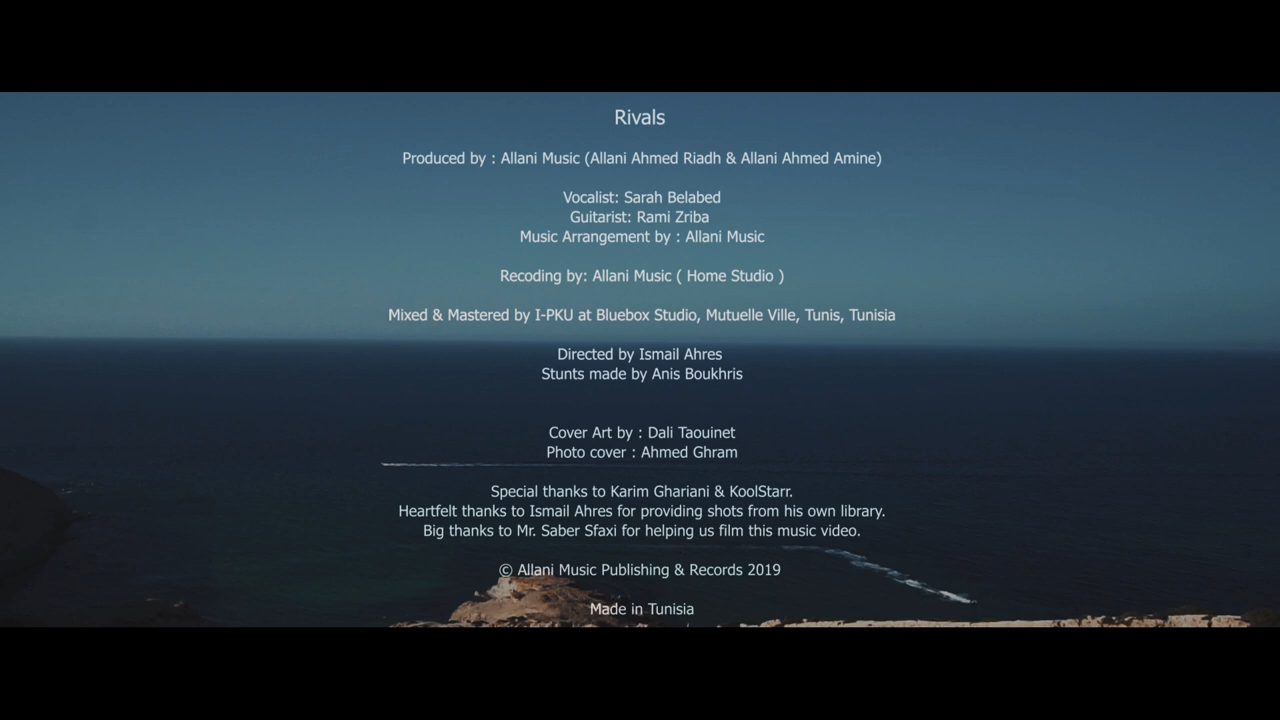 Rivals
Produced by : Allani Music (Allani Ahmed Riadh & Allani Ahmed Amine)
Vocalist: Sarah Belabed
Guitarist: Rami Zriba
Music Arrangement by : Allani Music
Recoding by: Allani Music ( Home Studio )
Mixed & Mastered by I-PKU at Bluebox Studio, Mutuelle Ville, Tunis, Tunisia
Directed by Ismail Ahres
Stunts made by Anis Boukhris
Cover Art by : Dali Taouinet
Photo cover : Ahmed Ghram
Special thanks to Karim Ghariani & KoolStarr.
Heartfelt thanks to Ismail Ahres for providing shots from his own library.
Big thanks to Mr. Saber Sfaxi for helping us film this music video.
© Allani Music Publishing & Records 2019
Made in Tunisia